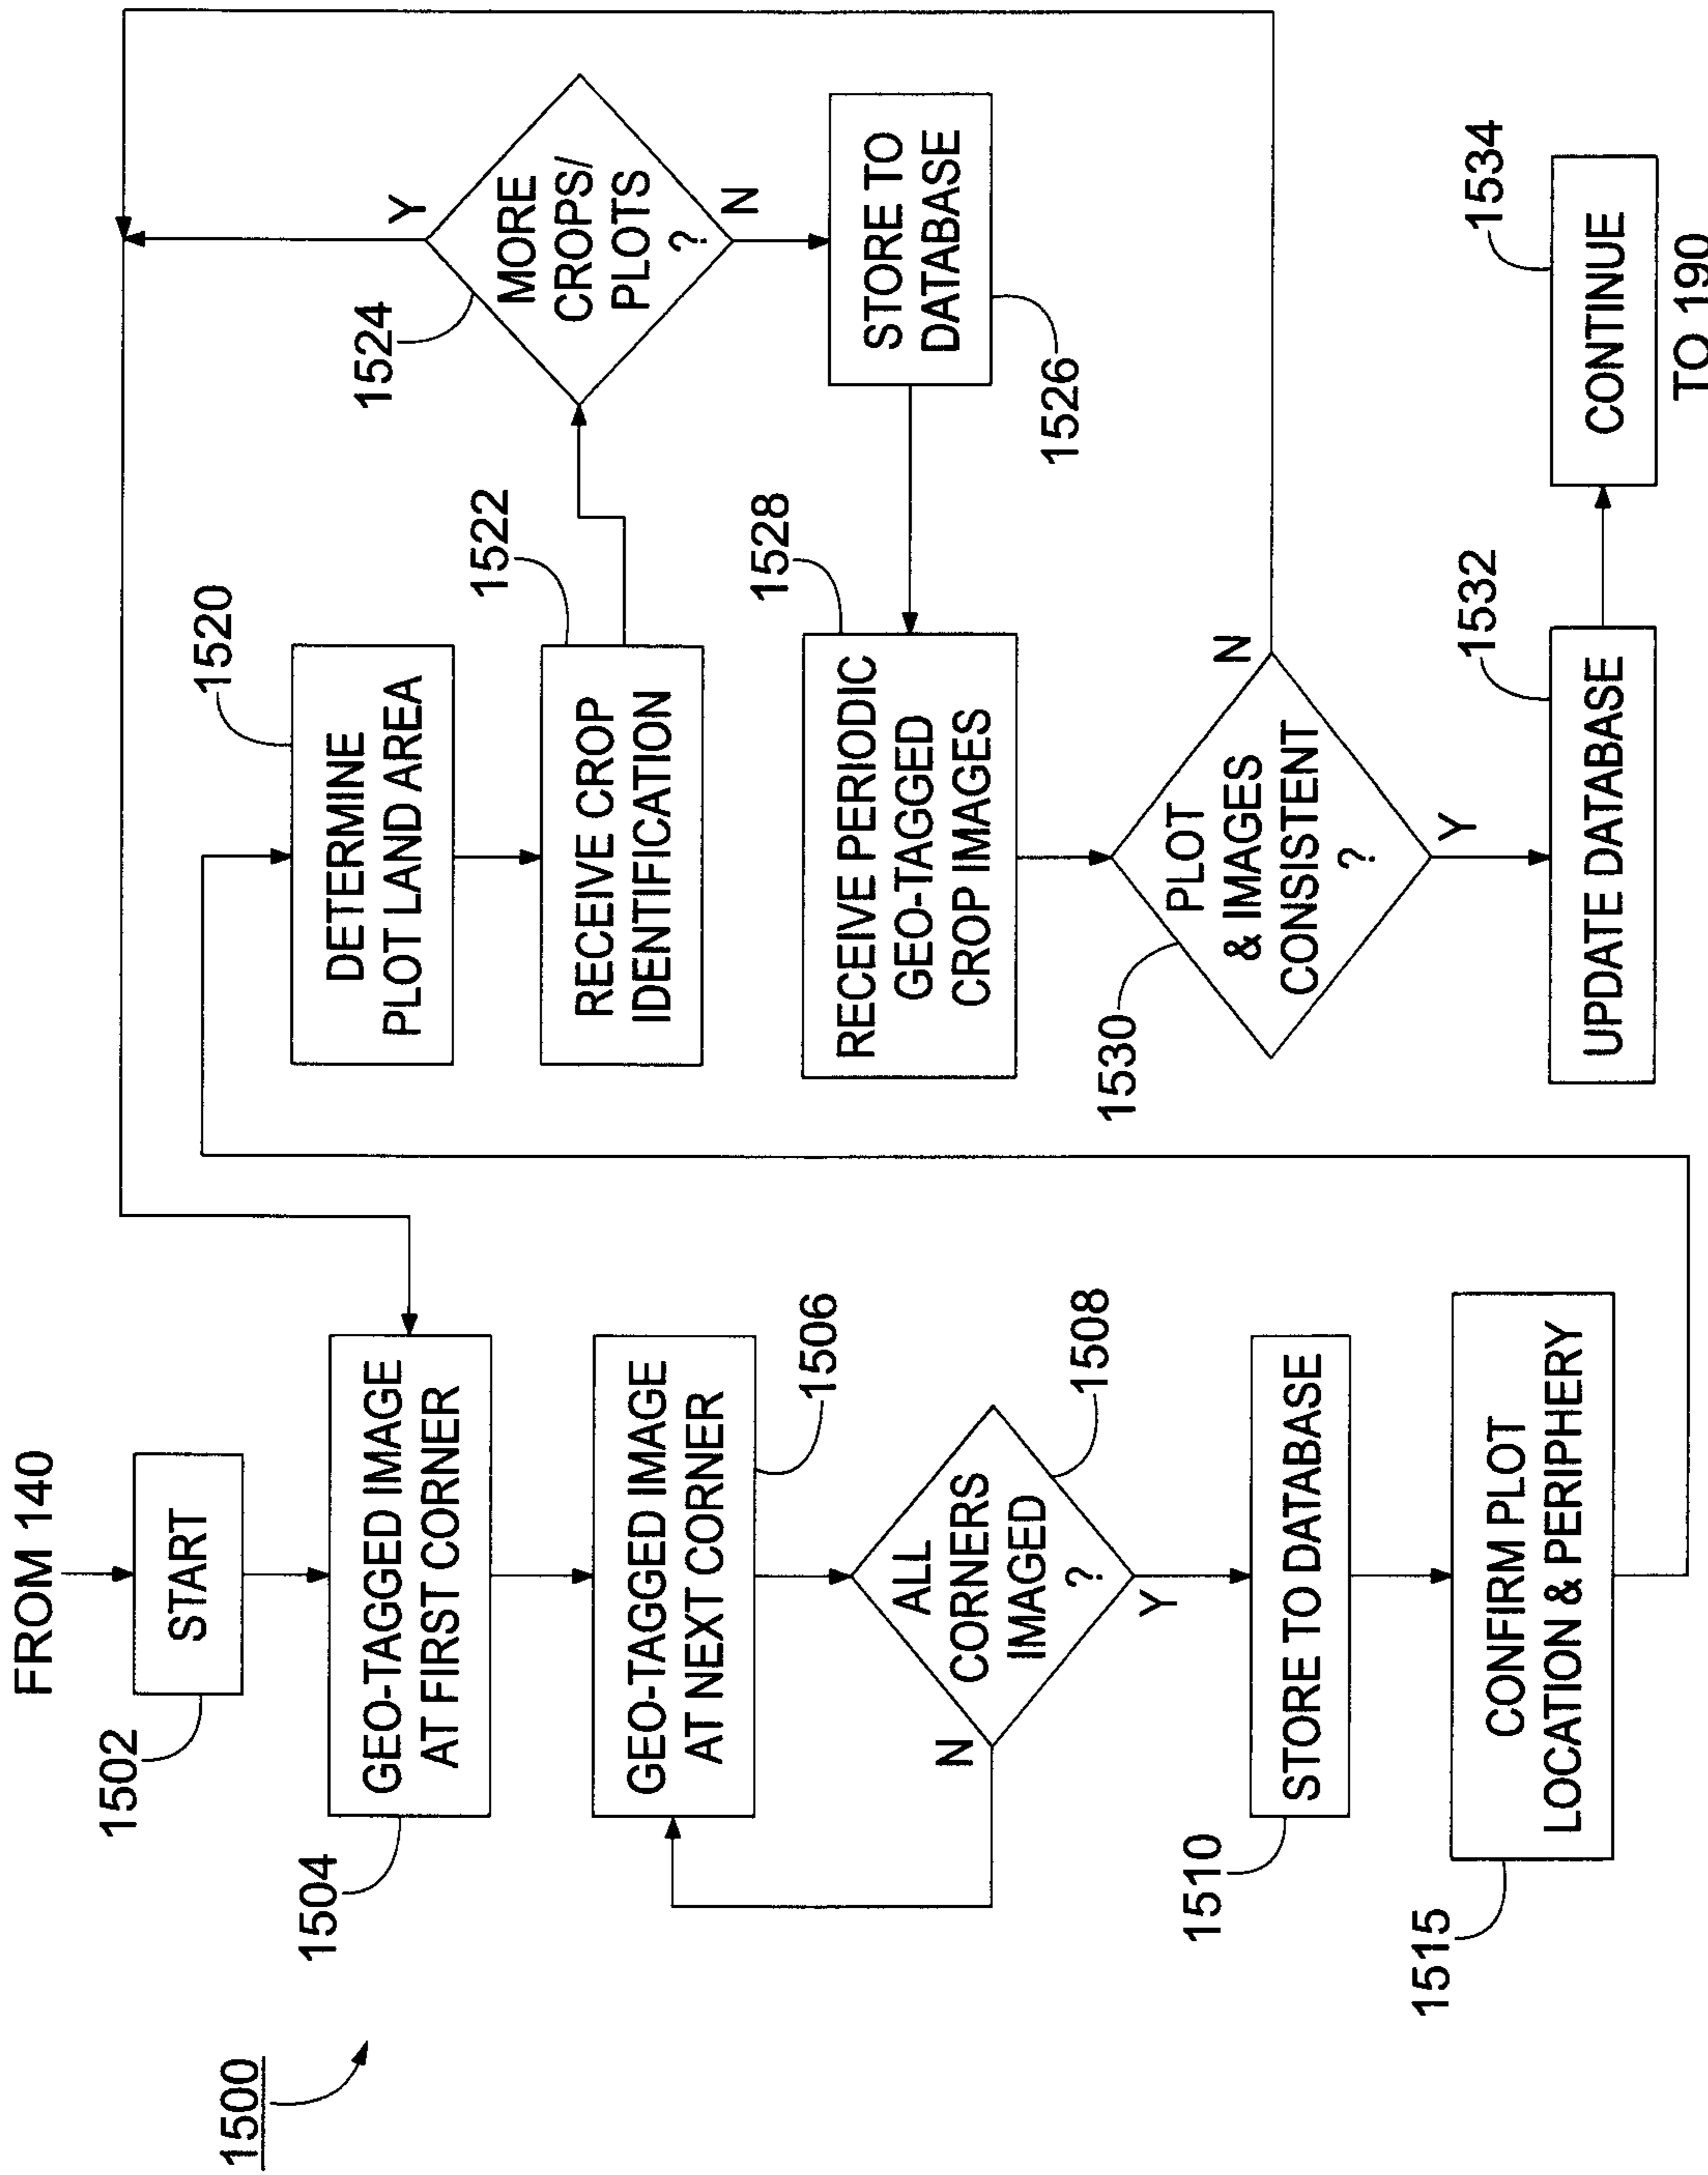 1500
FROM 140
1502
START
1504
GEO-TAGGED IMAGE
AT FIRST CORNER
GEO-TAGGED IMAGE
AT NEXT CORNER
1506
ALL
CORNERS
IMAGED
?
1508
N
Y
1510
STORE TO DATABASE
1515
CONFIRM PLOT
LOCATION & PERIPHERY
DETERMINE
PLOT LAND AREA
1520
RECEIVE CROP
IDENTIFICATION
1522
1524
MORE
CROPS/
PLOTS
?
Y
N
STORE TO
DATABASE
1526
RECEIVE PERIODIC
GEO-TAGGED
CROP IMAGES
1528
1530
PLOT
& IMAGES
CONSISTENT
?
N
Y
UPDATE DATABASE
1532
CONTINUE
1534
TO 190